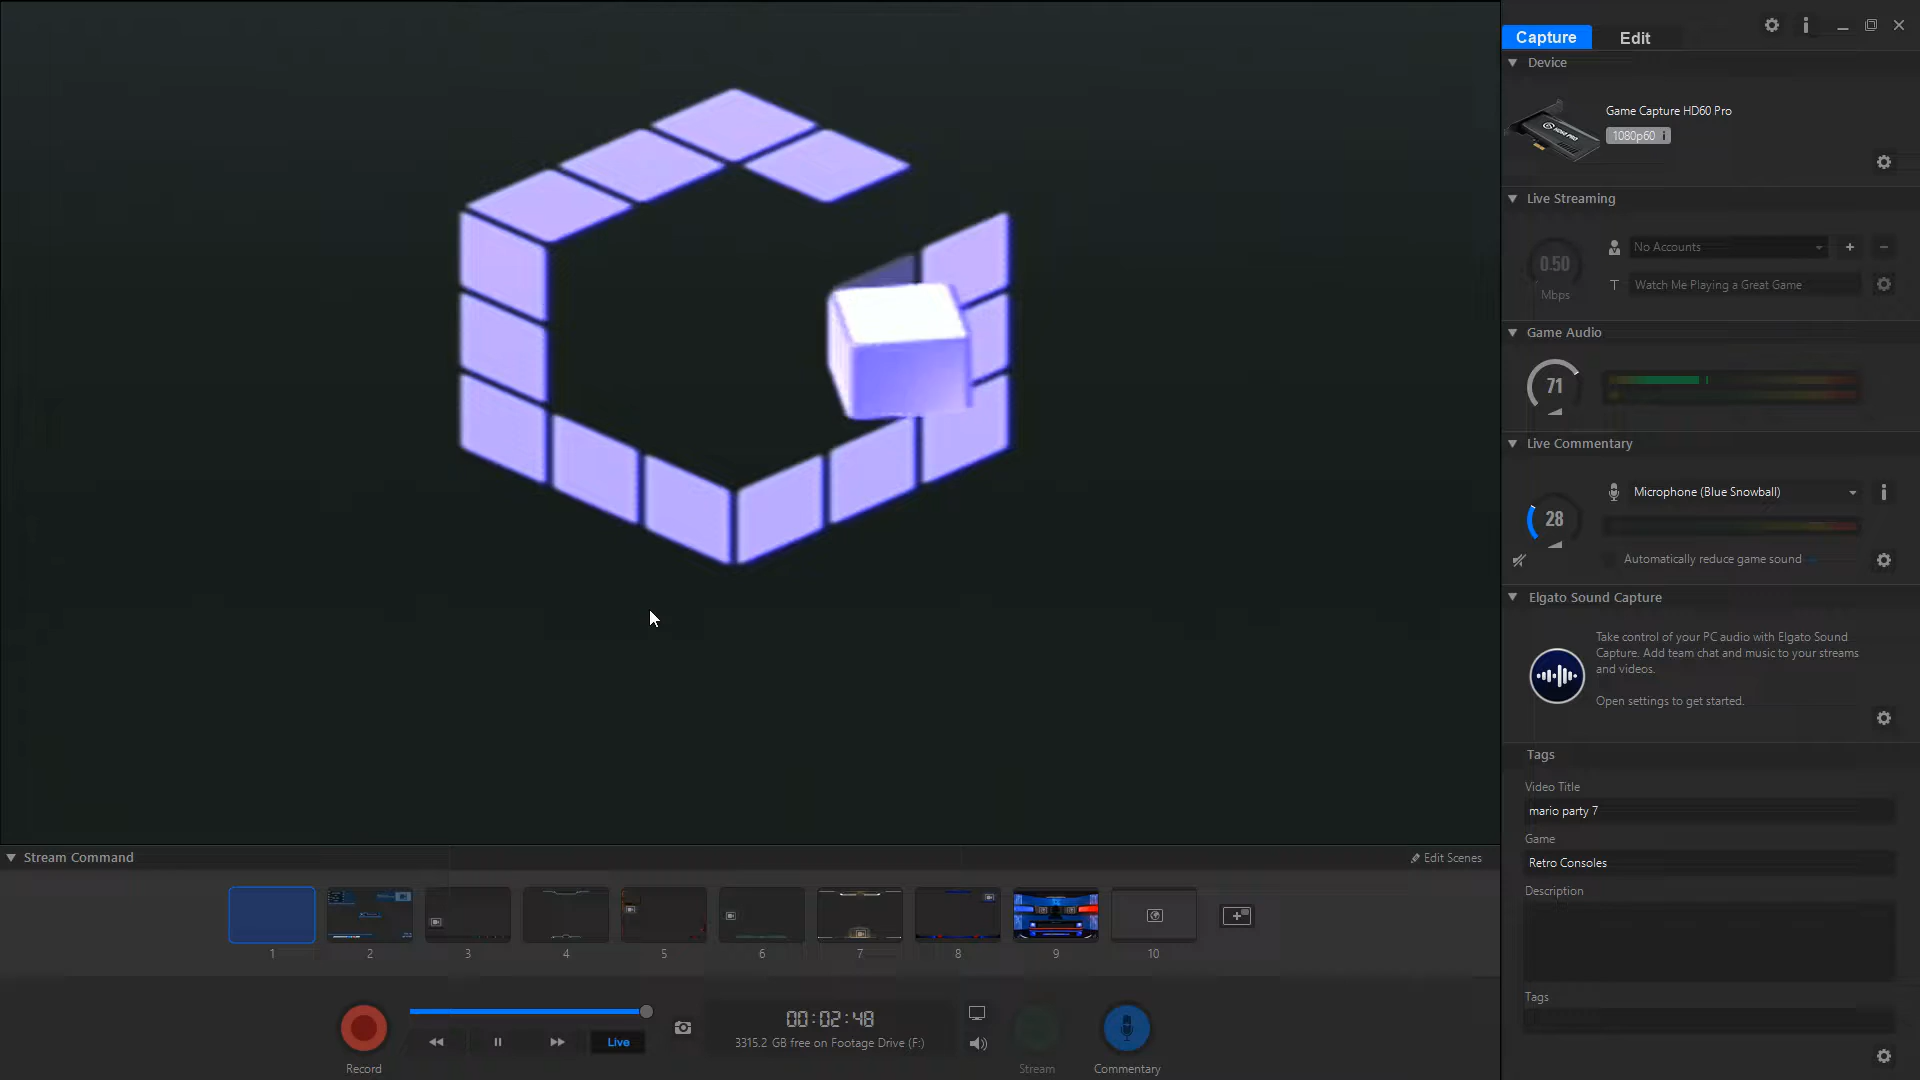 Capture
Edit
Device
Game Capture HD60 Pro
1080p60 i
Live Streaming
No Accounts
0.50
Mbps
T Watch Me Playing a Great Game
Game Audio
71
Live Commentary
Microphone (Blue Snowball)
28
Automatically reduce game sound
Elgato Sound Capture
Take control of your PC audio with Elgato Sound
Capture. Add team chat and music to your streams
and videos.
Open settings to get started.
Tags
Video Title
mario party 7
Game
Retro Consoles
Description
Tags
Stream Command
Edit Scenes
1 2 3 4 5 6 7 8 9 10
00:02:48
Live
3315.2 GB free on Footage Drive (F:)
Record
Stream
Commentary